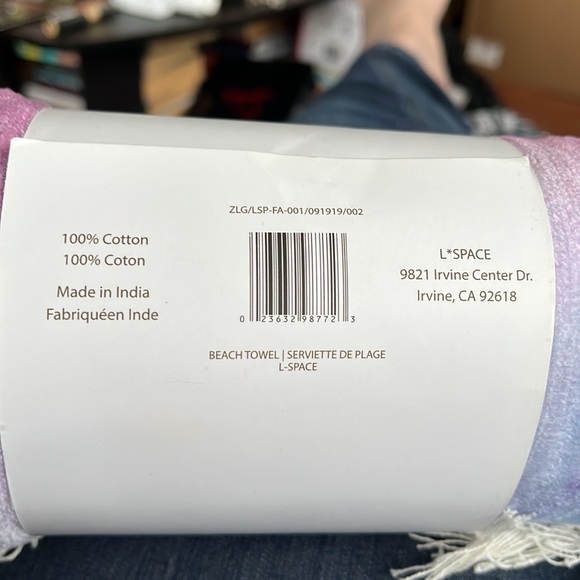 ZLG/LSP-FA-001/091919/002
100% Cotton
100% Coton
Made in India
Fabriquéen Inde
0 23632 98772 3
BEACH TOWEL | SERVIETTE DE PLAGE
L-SPACE
L*SPACE
9821 Irvine Center Dr.
Irvine, CA 92618